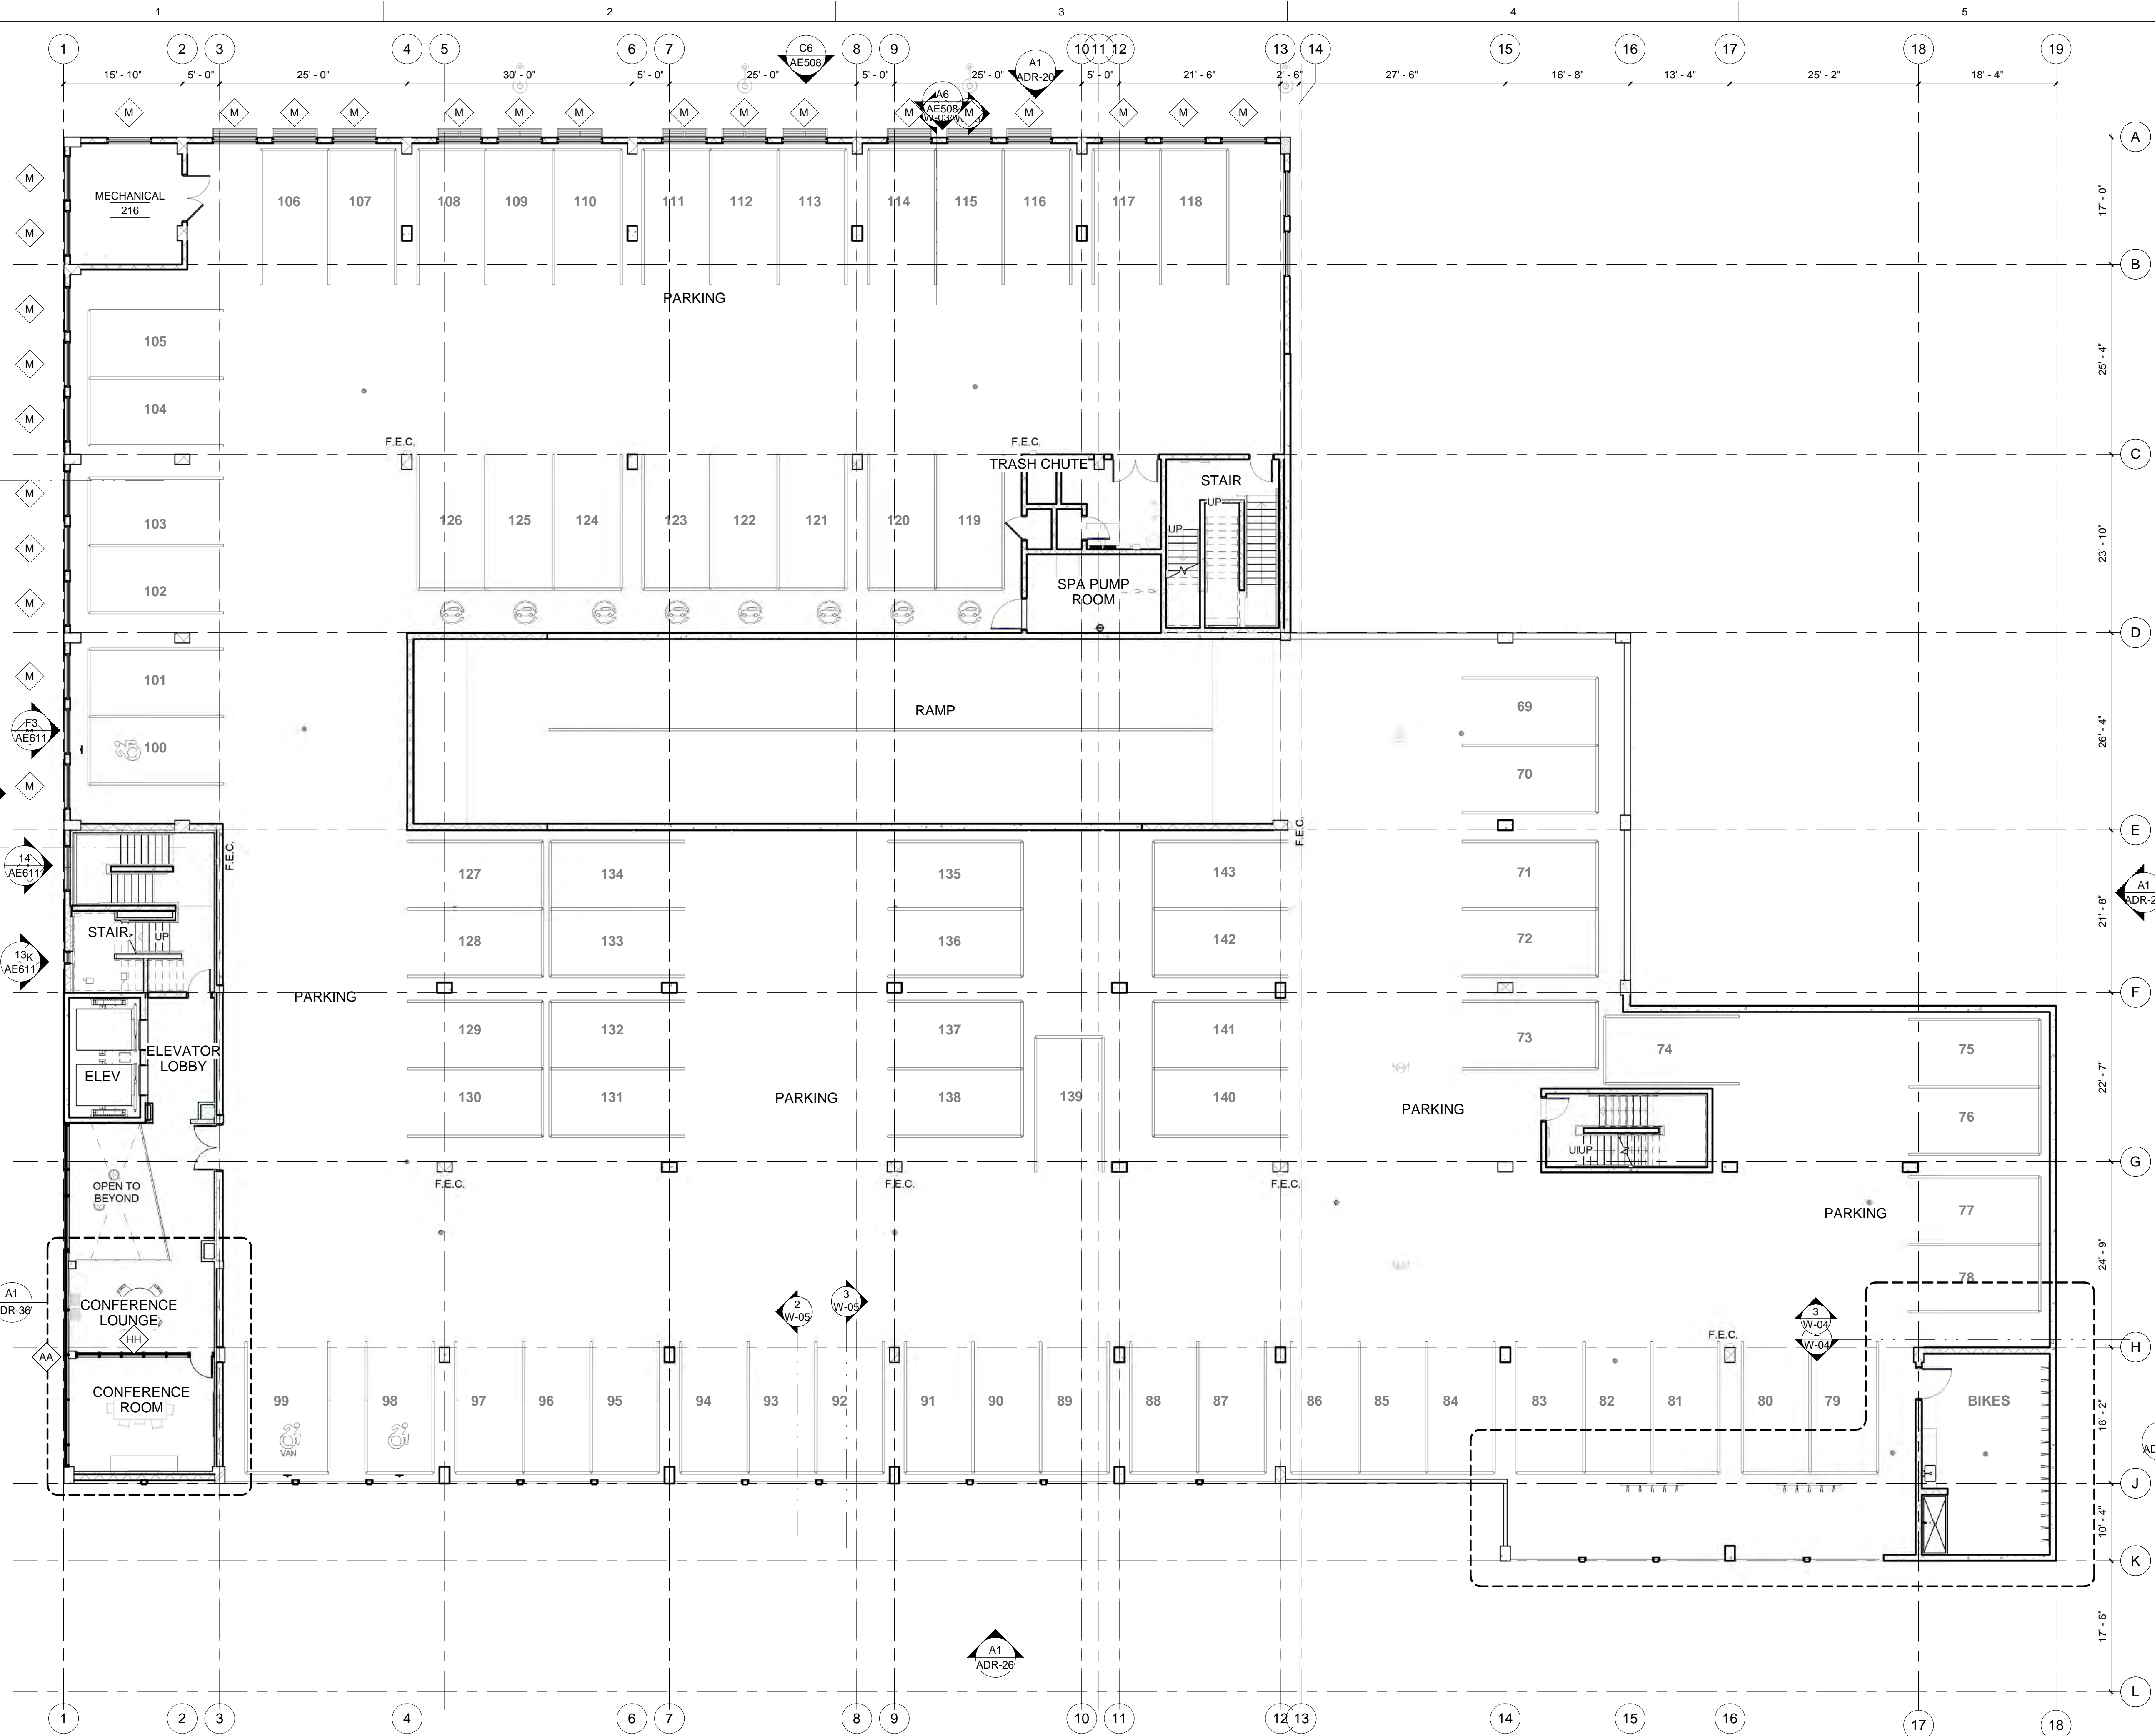 1 2 3 4 5
1 2 3 4 5 6 7 8 9 10 11 12 13 14 15 16 17 18 19
C6
AE508
A1
ADR-20
15' - 10" 5' - 0" 25' - 0" 30' - 0" 5' - 0" 25' - 0" 5' - 0" 25' - 0" 5' - 0" 21' - 6" 2' - 6" 27' - 6" 16' - 8" 13' - 4" 25' - 2" 18' - 4"
A6
AE508
M M M M M M M M M M M M M M M M
A
M
MECHANICAL
216
106 107 108 109 110 111 112 113 114 115 116 117 118
17' - 0"
M
B
PARKING
M
105
25' - 4"
M
104
M
F.E.C. F.E.C.
C
TRASH CHUTE
STAIR
M
UP
103 126 125 124 123 122 121 120 119
UP
23' - 10"
M
102
SPA PUMP
ROOM
M
D
M
101
69
RAMP
F3
AE611
26' - 4"
100
70
M
E
F.E.C.
F.E.C.
14
AE611
127 134 135 143 71
A1
ADR-2
21' - 8"
STAIR
UP
128 133 136 142 72
13
K
AE611
F
PARKING
129 132 137 141 73 74 75
ELEVATOR
LOBBY
ELEV
22' - 7"
130 131 PARKING 138 139 140 PARKING 76
UP
G
OPEN TO
BEYOND
F.E.C. F.E.C. F.E.C.
PARKING
77
24' - 9"
78
A1
DR-36
CONFERENCE
LOUNGE
HH
2
W-05
3
W-05
3
W-04
W-04
F.E.C.
H
AA
CONFERENCE
ROOM
99 98 97 96 95 94 93 92 91 90 89 88 87 86 85 84 83 82 81 80 79
BIKES
18' - 2"
VAN
AD
J
10' - 4"
K
17' - 6"
A1
ADR-26
L
1 2 3 4 6 7 8 9 10 11 12 13 14 15 16 17 18